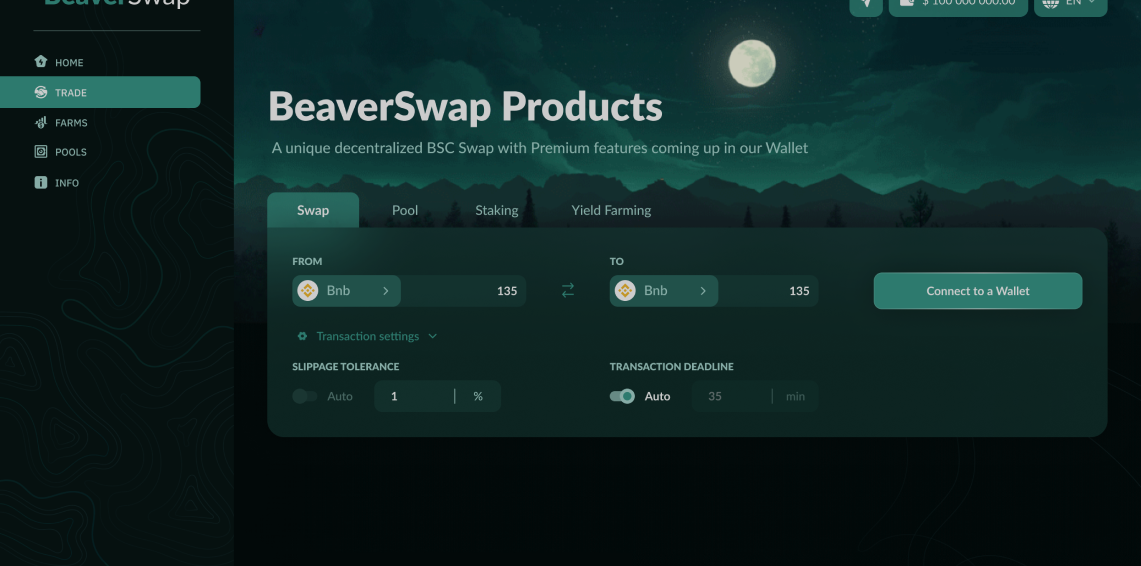 BeaverSwap
$ 100 000 000.00
EN
HOME
TRADE
FARMS
POOLS
INFO
BeaverSwap Products
A unique decentralized BSC Swap with Premium features coming up in our Wallet
Swap Pool Staking Yield Farming
FROM TO
Bnb 135 Bnb 135 Connect to a Wallet
Transaction settings
SLIPPAGE TOLERANCE TRANSACTION DEADLINE
Auto 1 % Auto 35 min